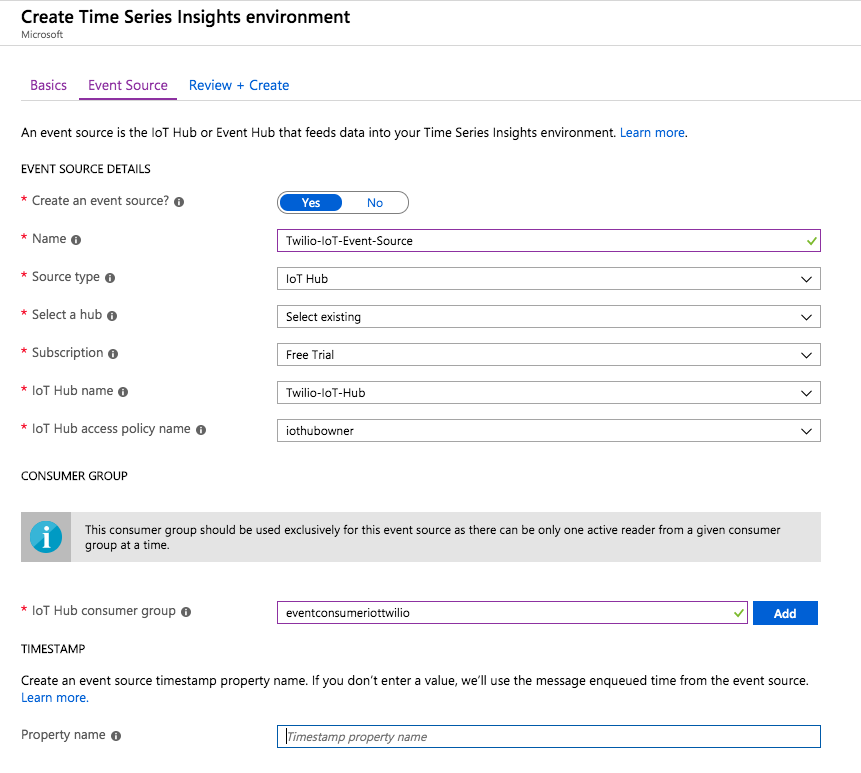 Create Time Series Insights environment
Microsoft
Basics Event Source Review + Create
An event source is the IoT Hub or Event Hub that feeds data into your Time Series Insights environment. Learn more.
EVENT SOURCE DETAILS
* Create an event source? Yes No
* Name Twilio-IoT-Event-Source
* Source type IoT Hub
* Select a hub Select existing
* Subscription Free Trial
* IoT Hub name Twilio-IoT-Hub
* IoT Hub access policy name iothubowner
CONSUMER GROUP
This consumer group should be used exclusively for this event source as there can be only one active reader from a given consumer
group at a time.
* IoT Hub consumer group eventconsumeriottwilio Add
TIMESTAMP
Create an event source timestamp property name. If you don't enter a value, we'll use the message enqueued time from the event source.
Learn more.
Property name Timestamp property name